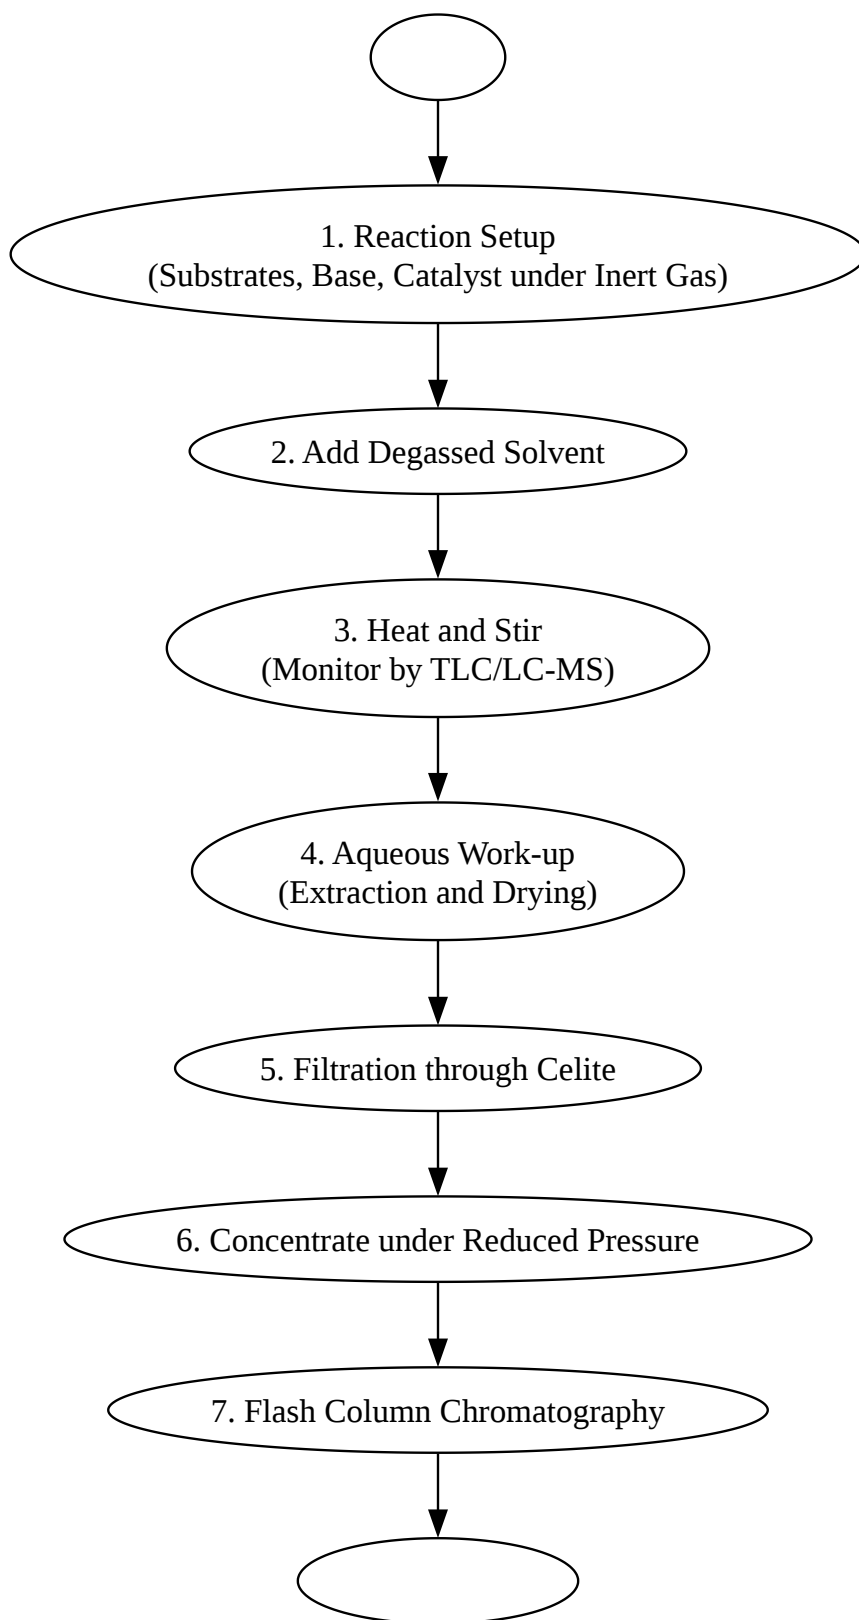 1. Reaction Setup
(Substrates, Base, Catalyst under Inert Gas)
2. Add Degassed Solvent
3. Heat and Stir
(Monitor by TLC/LC-MS)
4. Aqueous Work-up
(Extraction and Drying)
5. Filtration through Celite
6. Concentrate under Reduced Pressure
7. Flash Column Chromatography